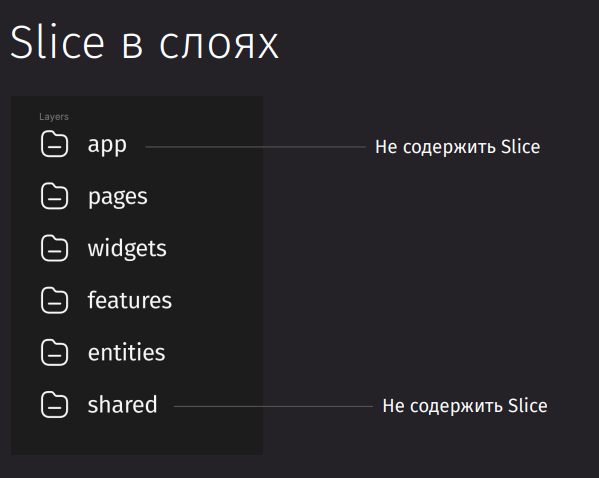 Slice в слоях
Layers
app
Не содержить Slice
pages
widgets
features
entities
shared
Не содержить Slice